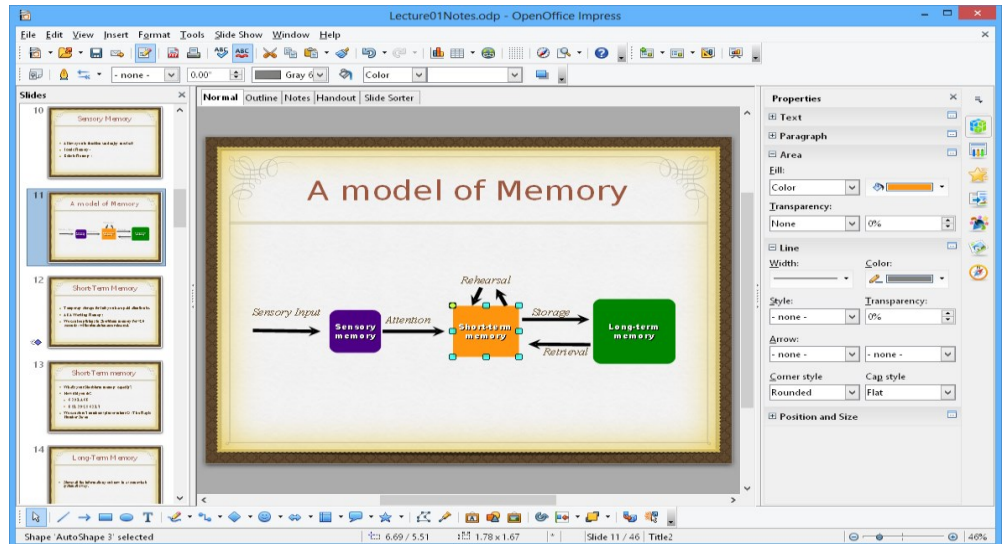 Lecture01Notes.odp - OpenOffice Impress
File Edit View Insert Format Tools Slide Show Window Help
- none -
0.00"
Gray 6
Color
Slides
Normal Outline Notes Handout Slide Sorter
10
Sensory Memory
11
A model of Memory
12
Short Term Memory
13
Short Term memory
14
Long-Term Memory
A model of Memory
Rehearsal
Sensory Input
Sensory memory
Attention
Short-term memory
Storage
Retrieval
Long-term memory
Properties
Text
Paragraph
Area
Fill:
Color
Transparency:
None 0%
Line
Width: Color:
Style: Transparency:
- none - 0%
Arrow:
- none - - none -
Corner style Cap style
Rounded Flat
Position and Size
Shape 'AutoShape 3' selected
6.69 / 5.51
1.78 x 1.67
*
Slide 11 / 46
Title2
46%